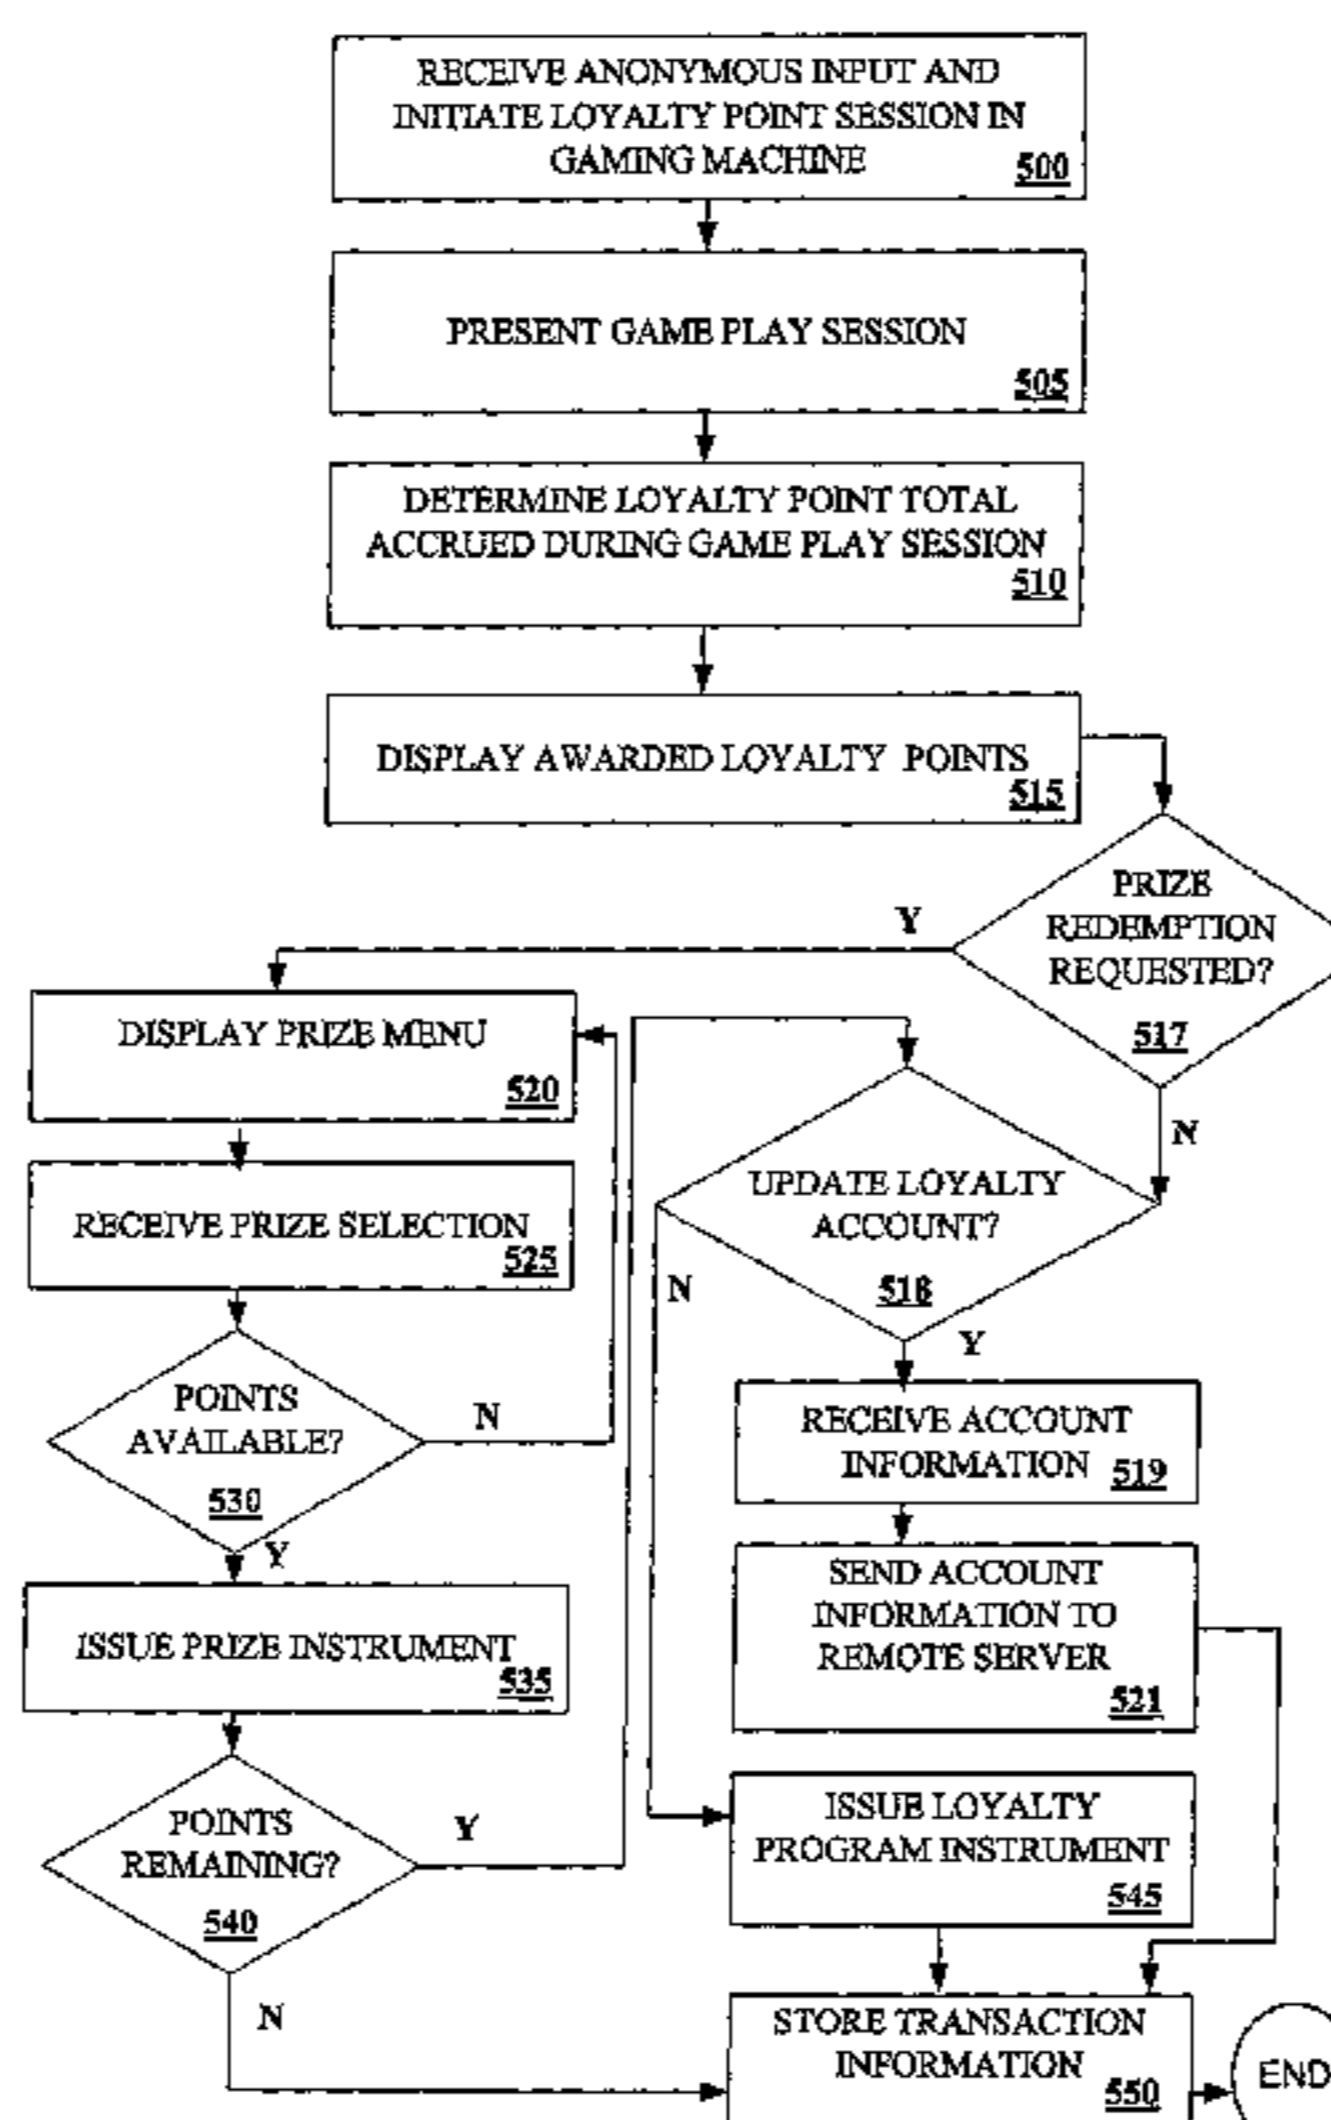 RECEIVE ANONYMOUS INPUT AND
INITIATE LOYALTY POINT SESSION IN
GAMING MACHINE
500
PRESENT GAME PLAY SESSION
505
DETERMINE LOYALTY POINT TOTAL
ACCRUED DURING GAME PLAY SESSION
510
DISPLAY AWARDED LOYALTY POINTS
515
PRIZE
REDEMPTION
REQUESTED?
517
Y
N
DISPLAY PRIZE MENU
520
RECEIVE PRIZE SELECTION
525
POINTS
AVAILABLE?
530
N
Y
ISSUE PRIZE INSTRUMENT
535
POINTS
REMAINING?
540
Y
N
UPDATE LOYALTY
ACCOUNT?
518
N
Y
RECEIVE ACCOUNT
INFORMATION
519
SEND ACCOUNT
INFORMATION TO
REMOTE SERVER
521
ISSUE LOYALTY
PROGRAM INSTRUMENT
545
STORE TRANSACTION
INFORMATION
550
END